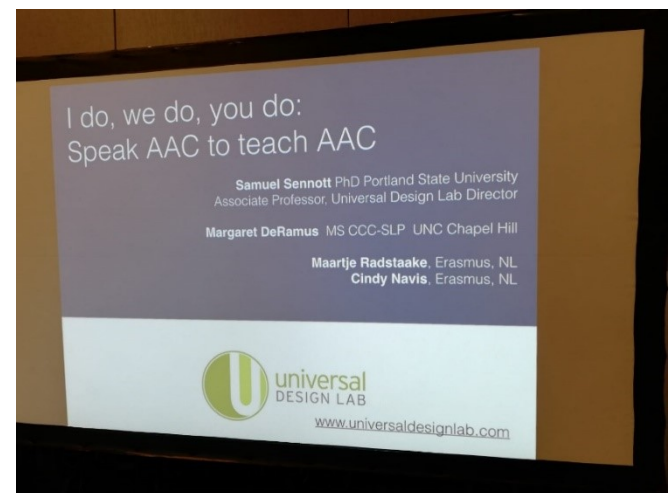 I do, we do, you do:
Speak AAC to teach AAC
Samuel Sennott PhD Portland State University
Associate Professor, Universal Design Lab Director
Margaret DeRamus MS CCC-SLP UNC Chapel Hill
Maartje Radstaake, Erasmus, NL
Cindy Navis, Erasmus, NL
U universal
DESIGN LAB
www.universaldesignlab.com